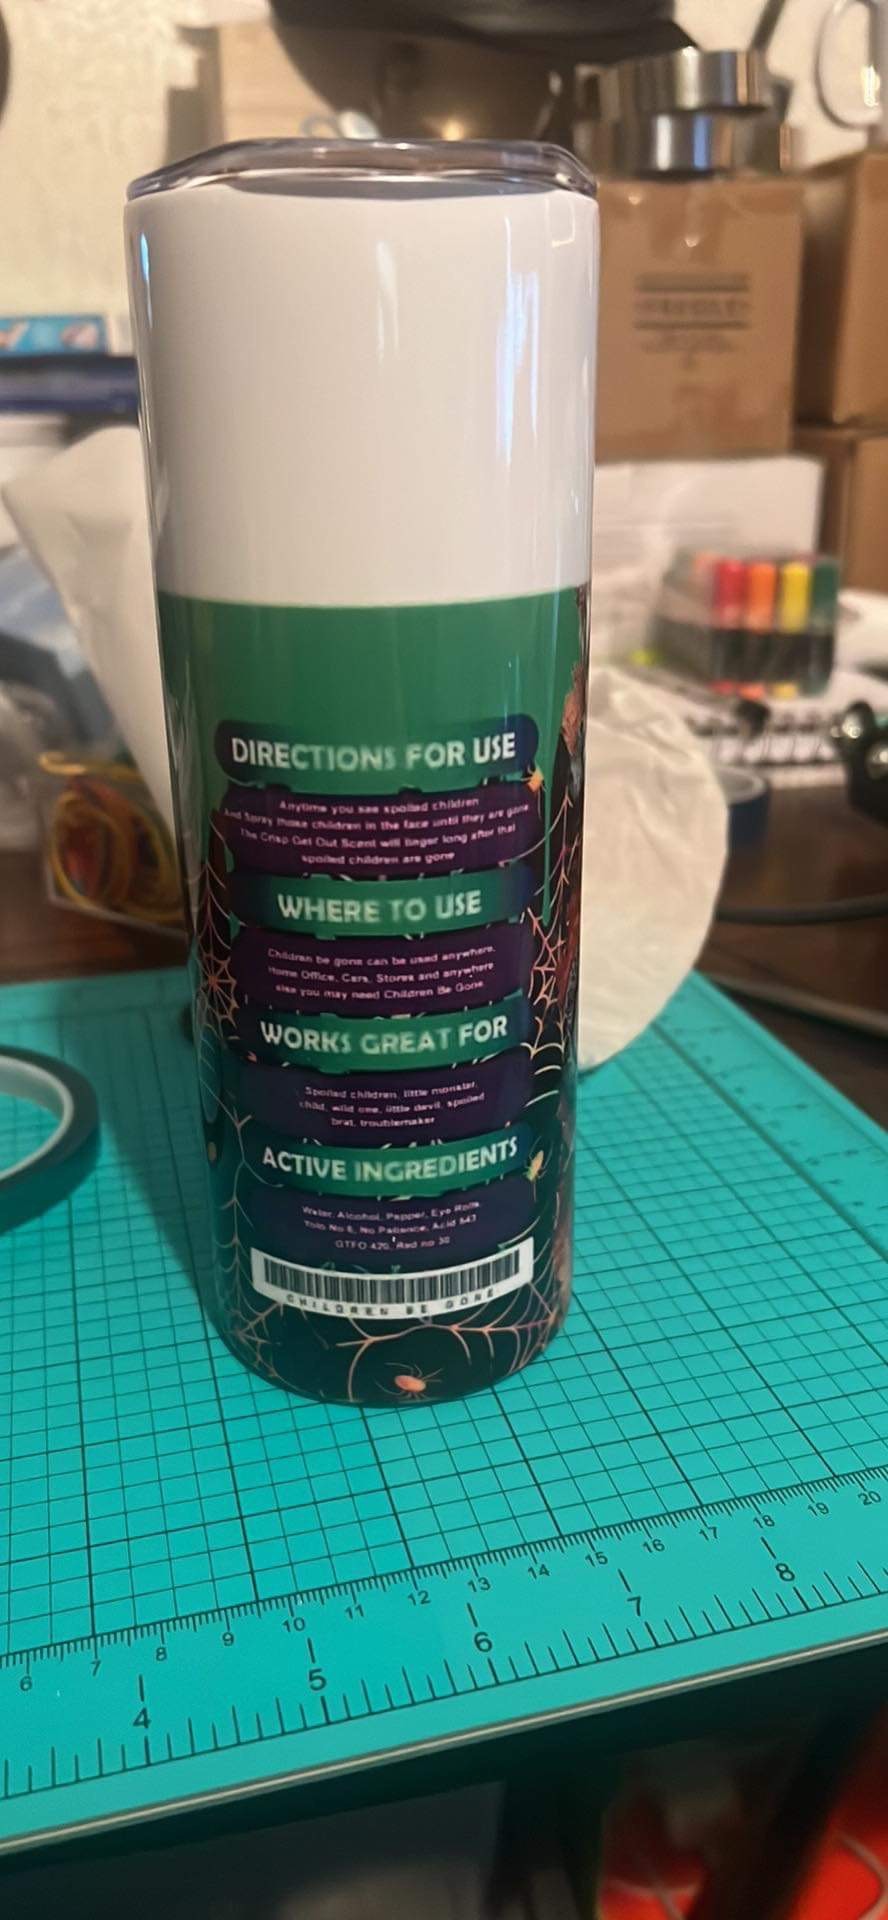 DIRECTIONS FOR USE
Anytime you see spoiled children
And Spray those children in the face until they are gone
The Crisp Get Out Scent will linger long after that
spoiled children are gone
WHERE TO USE
Children be gone can be used anywhere,
Home Office, Cars, Stores and anywhere
else you may need Children Be Gone
WORKS GREAT FOR
Spoiled children, little monster,
child, wild one, little devil, spoiled
brat, troublemaker
ACTIVE INGREDIENTS
Water, Alcohol, Pepper, Eye Rolls,
Yolo No 6, No Patience, Acid 543
GTFO 420, Red no 30
CHILDREN BE GONE
6 7 8 9 10 11 12 13 14 15 16 17 18 19 20
4 5 6 7 8